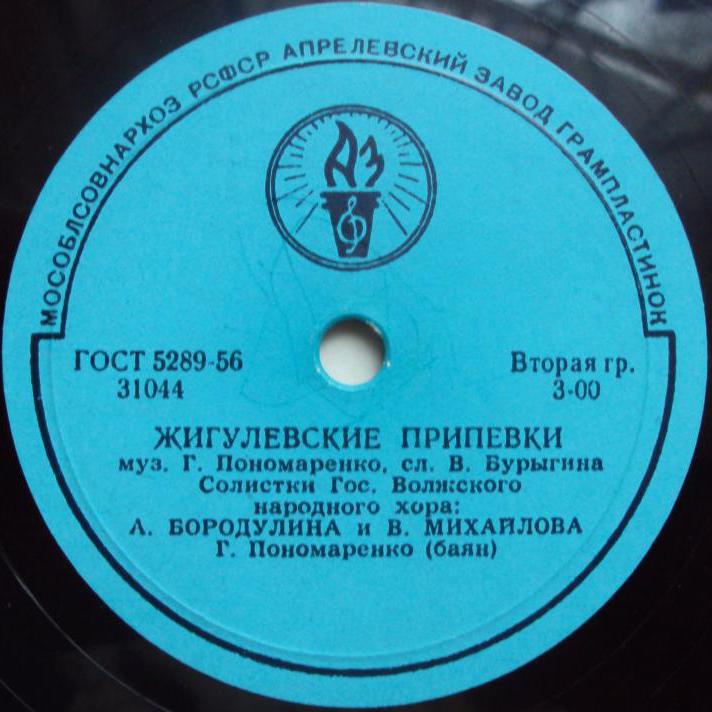 МОСОБЛСОВНАРХОЗ РСФСР АПРЕЛЕВСКИЙ ЗАВОД ГРАМПЛАСТИНОК
АЗ
ГОСТ 5289-56
31044
Вторая гр.
3-00
ЖИГУЛЕВСКИЕ ПРИПЕВКИ
муз. Г. Пономаренко, сл. В. Бурыгина
Солистки Гос. Волжского
народного хора:
А. БОРОДУЛИНА и В. МИХАЙЛОВА
Г. Пономаренко (баян)